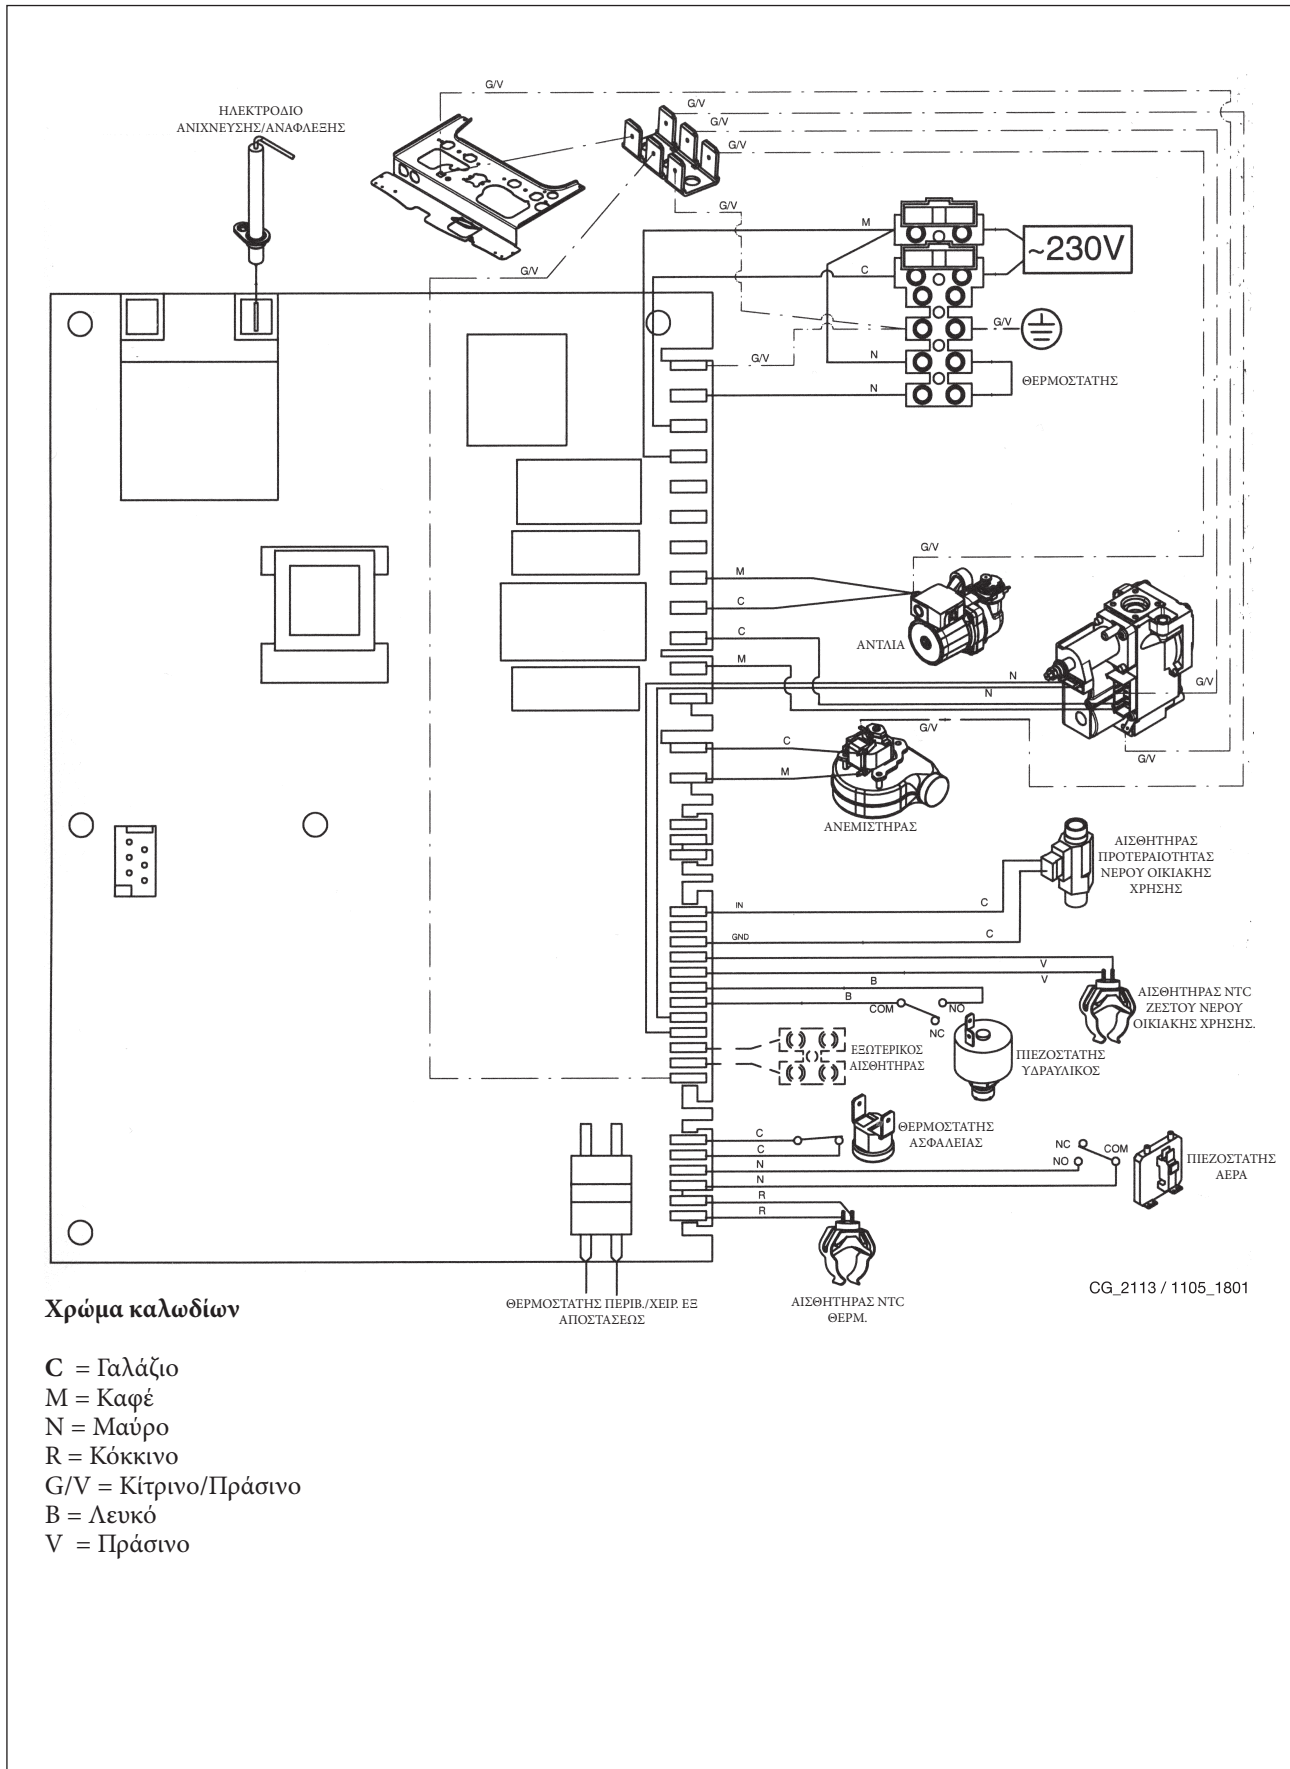 G/V
ΗΛΕΚΤΡΟΔΙΟ
ΑΝΙΧΝΕΥΣΗΣ/ΑΝΑΦΛΕΞΗΣ
G/V
G/V
G/V
G/V
G/V
M
~230V
C
G/V
G/V
N
ΘΕΡΜΟΣΤΑΤΗΣ
N
G/V
M
C
ΑΝΤΛΙΑ
C
M
N
N
G/V
G/V
C
G/V
M
ΑΝΕΜΙΣΤΗΡΑΣ
ΑΙΣΘΗΤΗΡΑΣ
ΠΡΟΤΕΡΑΙΟΤΗΤΑΣ
ΝΕΡΟΥ ΟΙΚΙΑΚΗΣ
ΧΡΗΣΗΣ
IN
C
GND
C
V
V
B
B
COM
NO
NC
ΑΙΣΘΗΤΗΡΑΣ NTC
ΖΕΣΤΟΥ ΝΕΡΟΥ
ΟΙΚΙΑΚΗΣ ΧΡΗΣΗΣ.
ΕΞΩΤΕΡΙΚΟΣ
ΑΙΣΘΗΤΗΡΑΣ
ΠΙΕΖΟΣΤΑΤΗΣ
ΥΔΡΑΥΛΙΚΟΣ
C
C
ΘΕΡΜΟΣΤΑΤΗΣ
ΑΣΦΑΛΕΙΑΣ
NC
COM
NO
N
N
ΠΙΕΖΟΣΤΑΤΗΣ
ΑΕΡΑ
R
R
ΘΕΡΜΟΣΤΑΤΗΣ ΠΕΡΙΒ./ΧΕΙΡ. ΕΞ
ΑΠΟΣΤΑΣΕΩΣ
ΑΙΣΘΗΤΗΡΑΣ NTC
ΘΕΡΜ.
CG_2113 / 1105_1801
Χρώμα καλωδίων
C = Γαλάζιο
M = Καφέ
N = Μαύρο
R = Κόκκινο
G/V = Κίτρινο/Πράσινο
B = Λευκό
V = Πράσινο